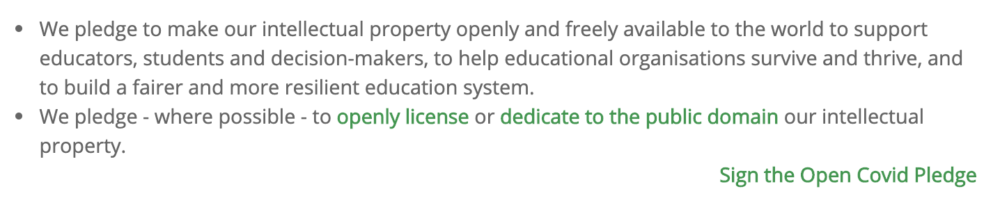 • We pledge to make our intellectual property openly and freely available to the world to support
educators, students and decision-makers, to help educational organisations survive and thrive, and
to build a fairer and more resilient education system.
• We pledge - where possible - to openly license or dedicate to the public domain our intellectual
property.
Sign the Open Covid Pledge